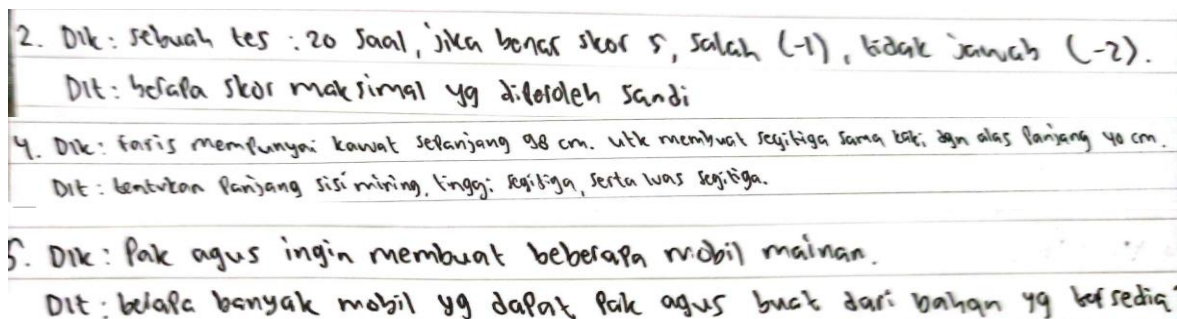 2. Dik: sebuah tes : 20 soal, jika benar skor 5, salah (-1), tidak jawab (-2).
Dit: berapa skor maksimal yg diperoleh sandi
4. Dik: faris mempunyai kawat sepanjang 98 cm. utk membuat segitiga sama kaki dgn alas panjang 40 cm.
Dit: tentukan panjang sisi miring, tinggi segitiga, serta luas segitiga.
5. Dik: Pak agus ingin membuat beberapa mobil mainan.
Dit: berapa banyak mobil yg dapat pak agus buat dari bahan yg bersedia